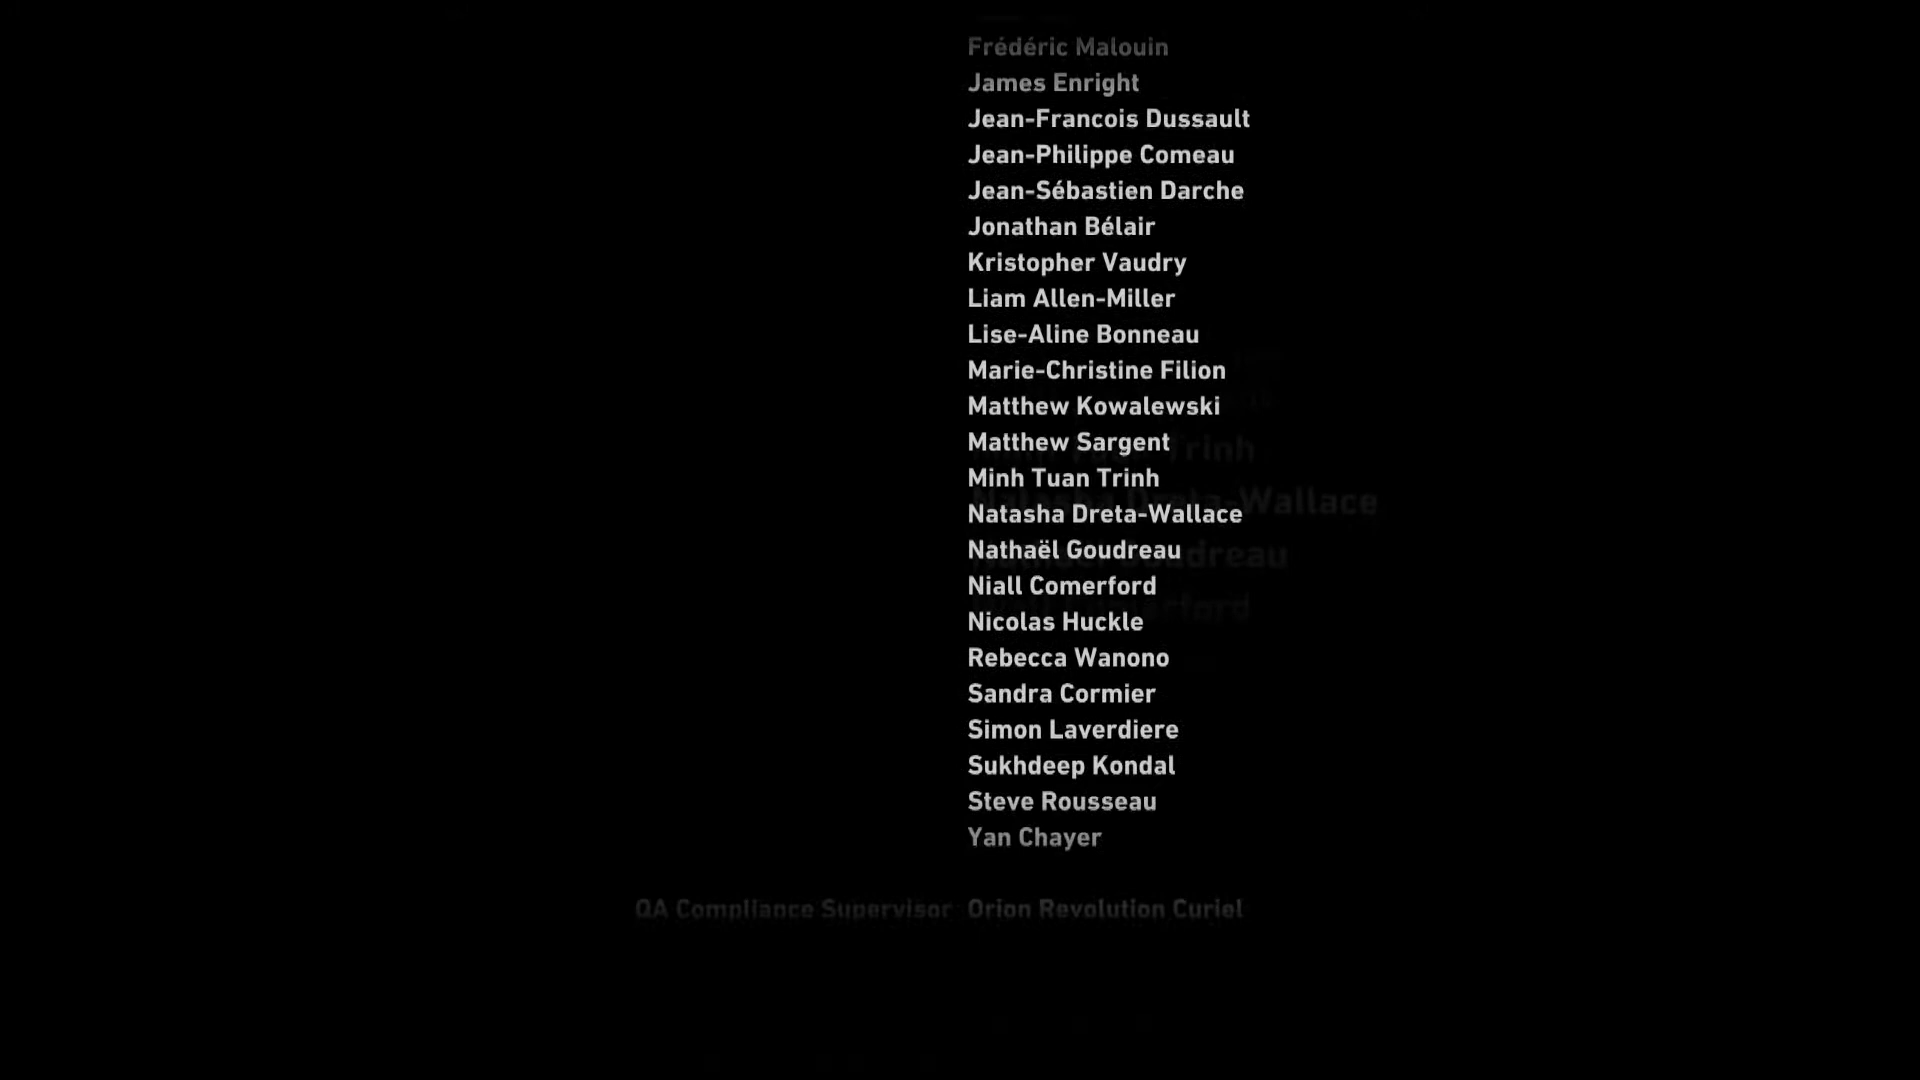 Frédéric Malouin
James Enright
Jean-Francois Dussault
Jean-Philippe Comeau
Jean-Sébastien Darche
Jonathan Bélair
Kristopher Vaudry
Liam Allen-Miller
Lise-Aline Bonneau
Marie-Christine Filion
Matthew Kowalewski
Matthew Sargent
Minh Tuan Trinh
Natasha Dreta-Wallace
Nathaël Goudreau
Niall Comerford
Nicolas Huckle
Rebecca Wanono
Sandra Cormier
Simon Laverdiere
Sukhdeep Kondal
Steve Rousseau
Yan Chayer
QA Compliance Supervisor Orion Revolution Curiel